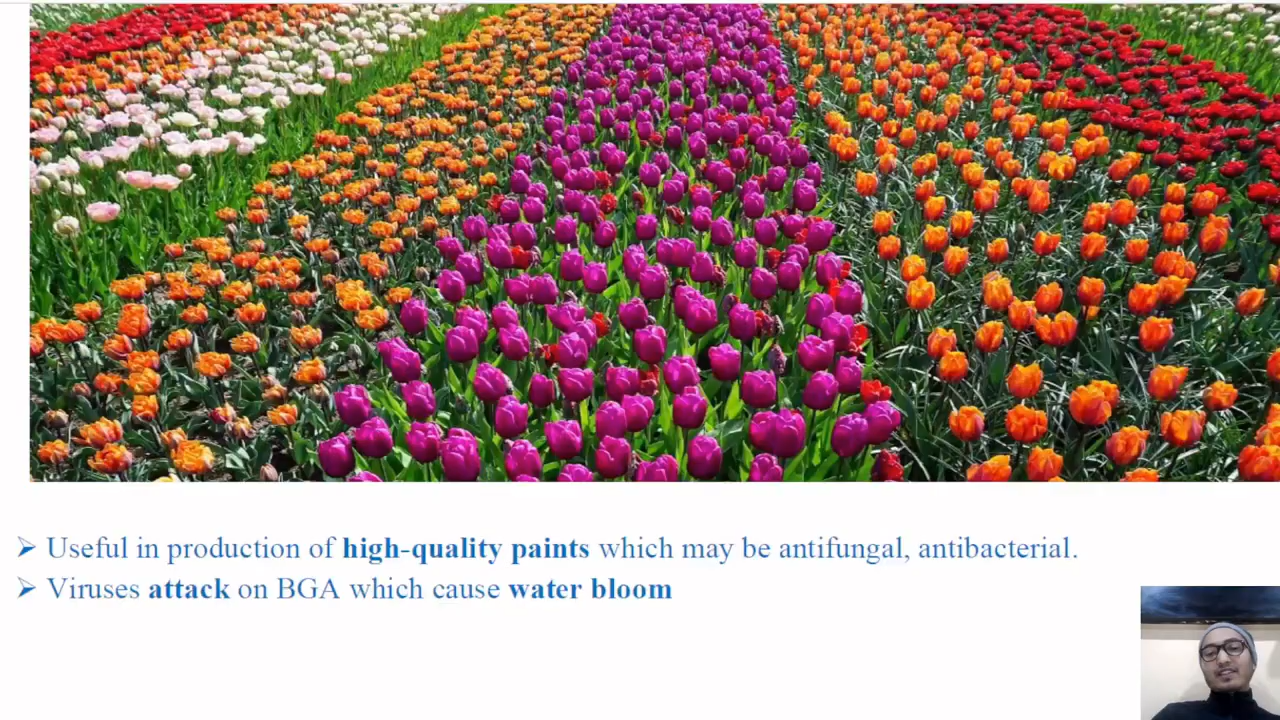 ➢ Useful in production of high-quality paints which may be antifungal, antibacterial.
➢ Viruses attack on BGA which cause water bloom